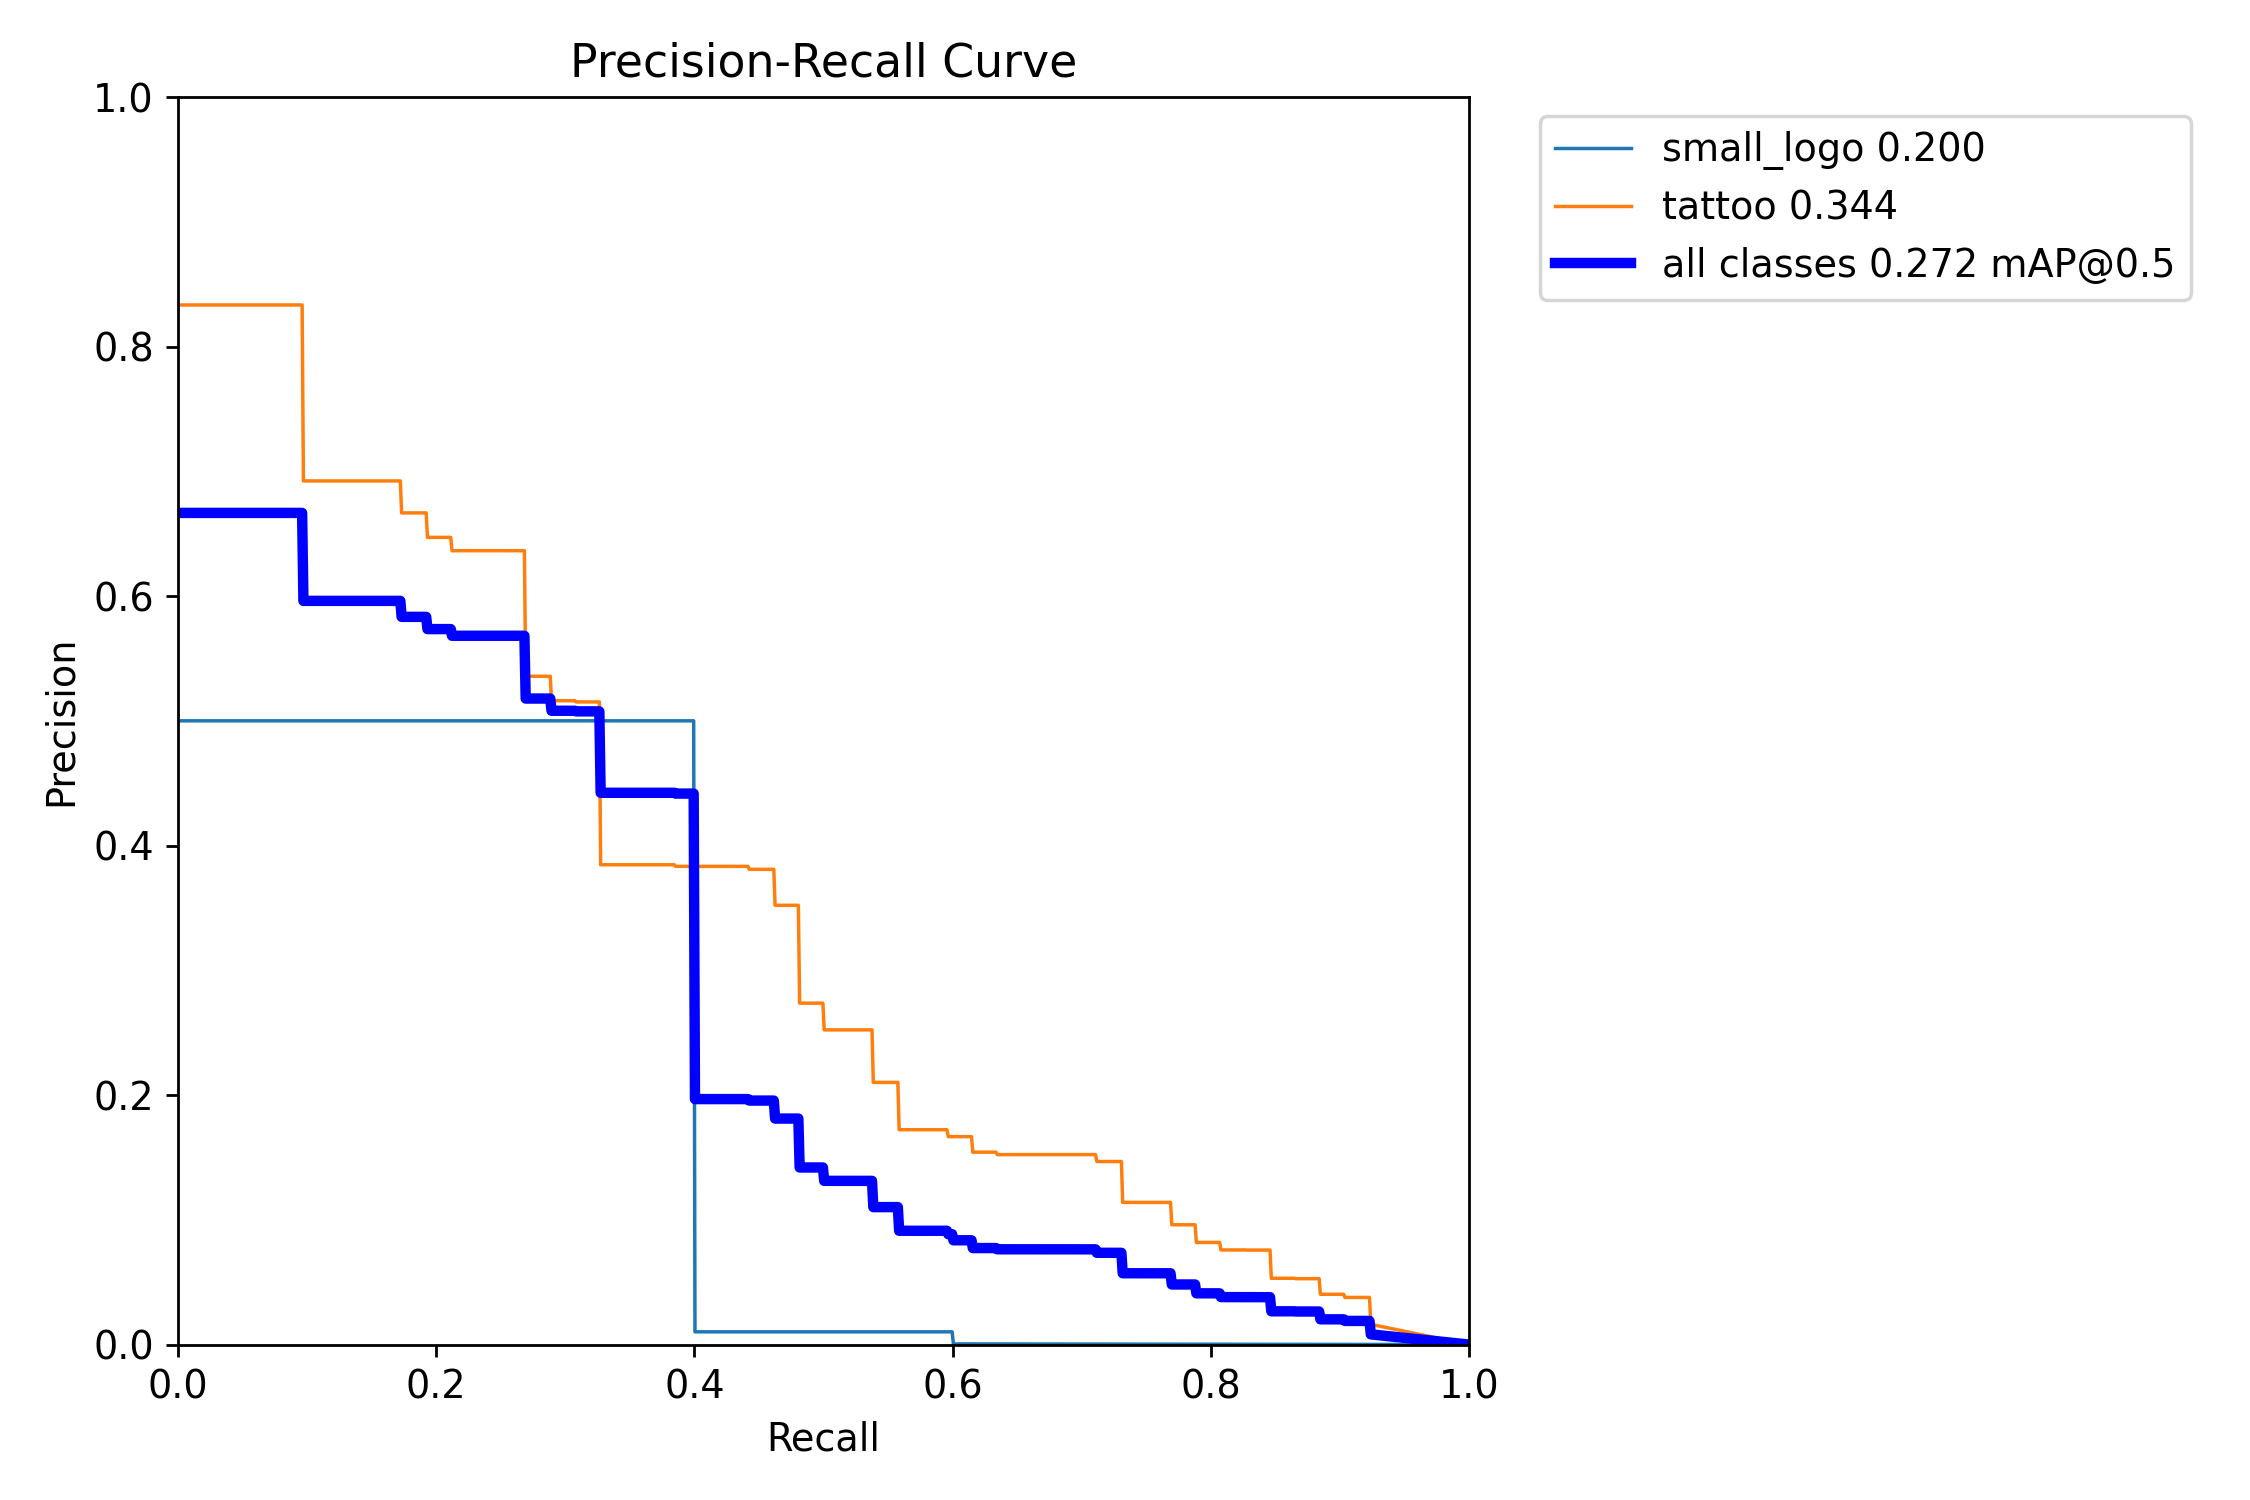 Precision-Recall Curve
1.0
0.8
0.6
0.4
0.2
0.0
Precision
0.0 0.2 0.4 0.6 0.8 1.0
Recall
small_logo 0.200
tattoo 0.344
all classes 0.272 mAP@0.5